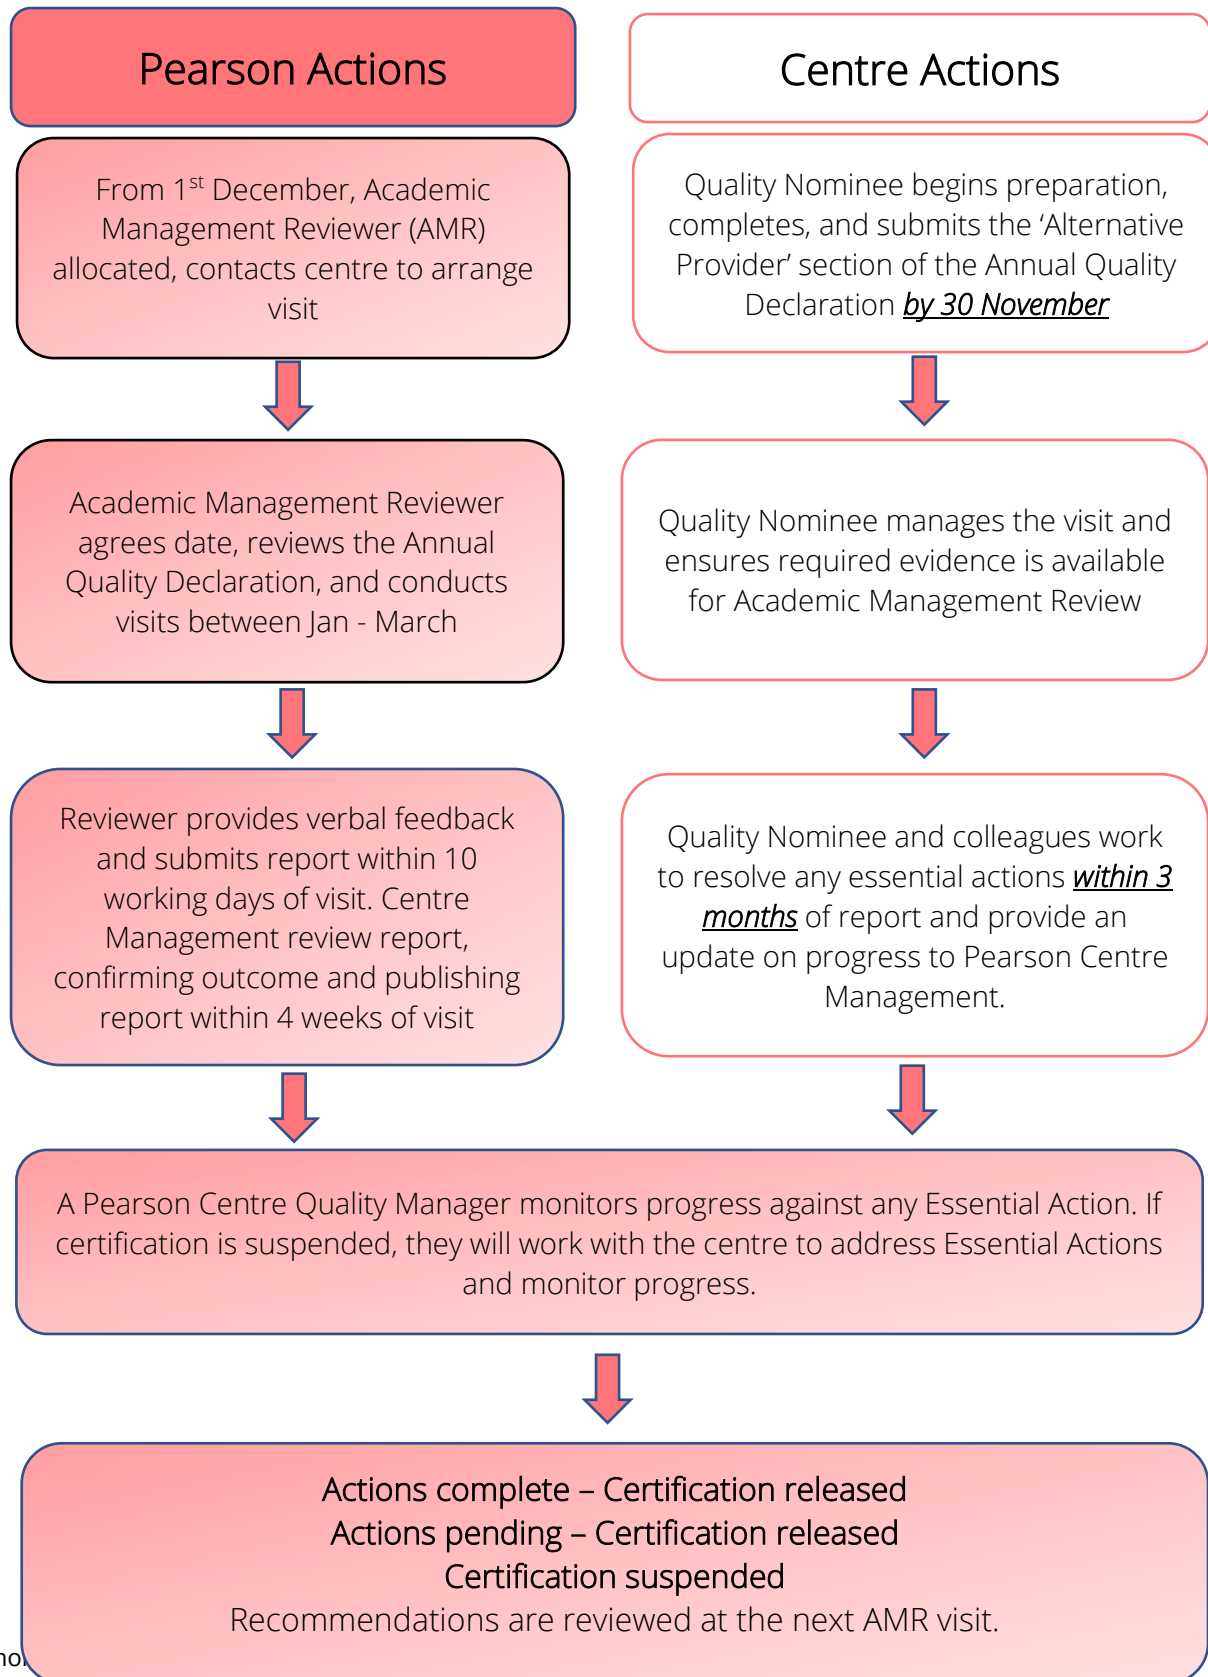 Pearson Actions
Centre Actions
From 1st December, Academic
Management Reviewer (AMR)
allocated, contacts centre to arrange
visit
Quality Nominee begins preparation,
completes, and submits the ‘Alternative
Provider’ section of the Annual Quality
Declaration by 30 November
Academic Management Reviewer
agrees date, reviews the Annual
Quality Declaration, and conducts
visits between Jan - March
Quality Nominee manages the visit and
ensures required evidence is available
for Academic Management Review
Reviewer provides verbal feedback
and submits report within 10
working days of visit. Centre
Management review report,
confirming outcome and publishing
report within 4 weeks of visit
Quality Nominee and colleagues work
to resolve any essential actions within 3
months of report and provide an
update on progress to Pearson Centre
Management.
A Pearson Centre Quality Manager monitors progress against any Essential Action. If
certification is suspended, they will work with the centre to address Essential Actions
and monitor progress.
Actions complete – Certification released
Actions pending – Certification released
Certification suspended
Recommendations are reviewed at the next AMR visit.